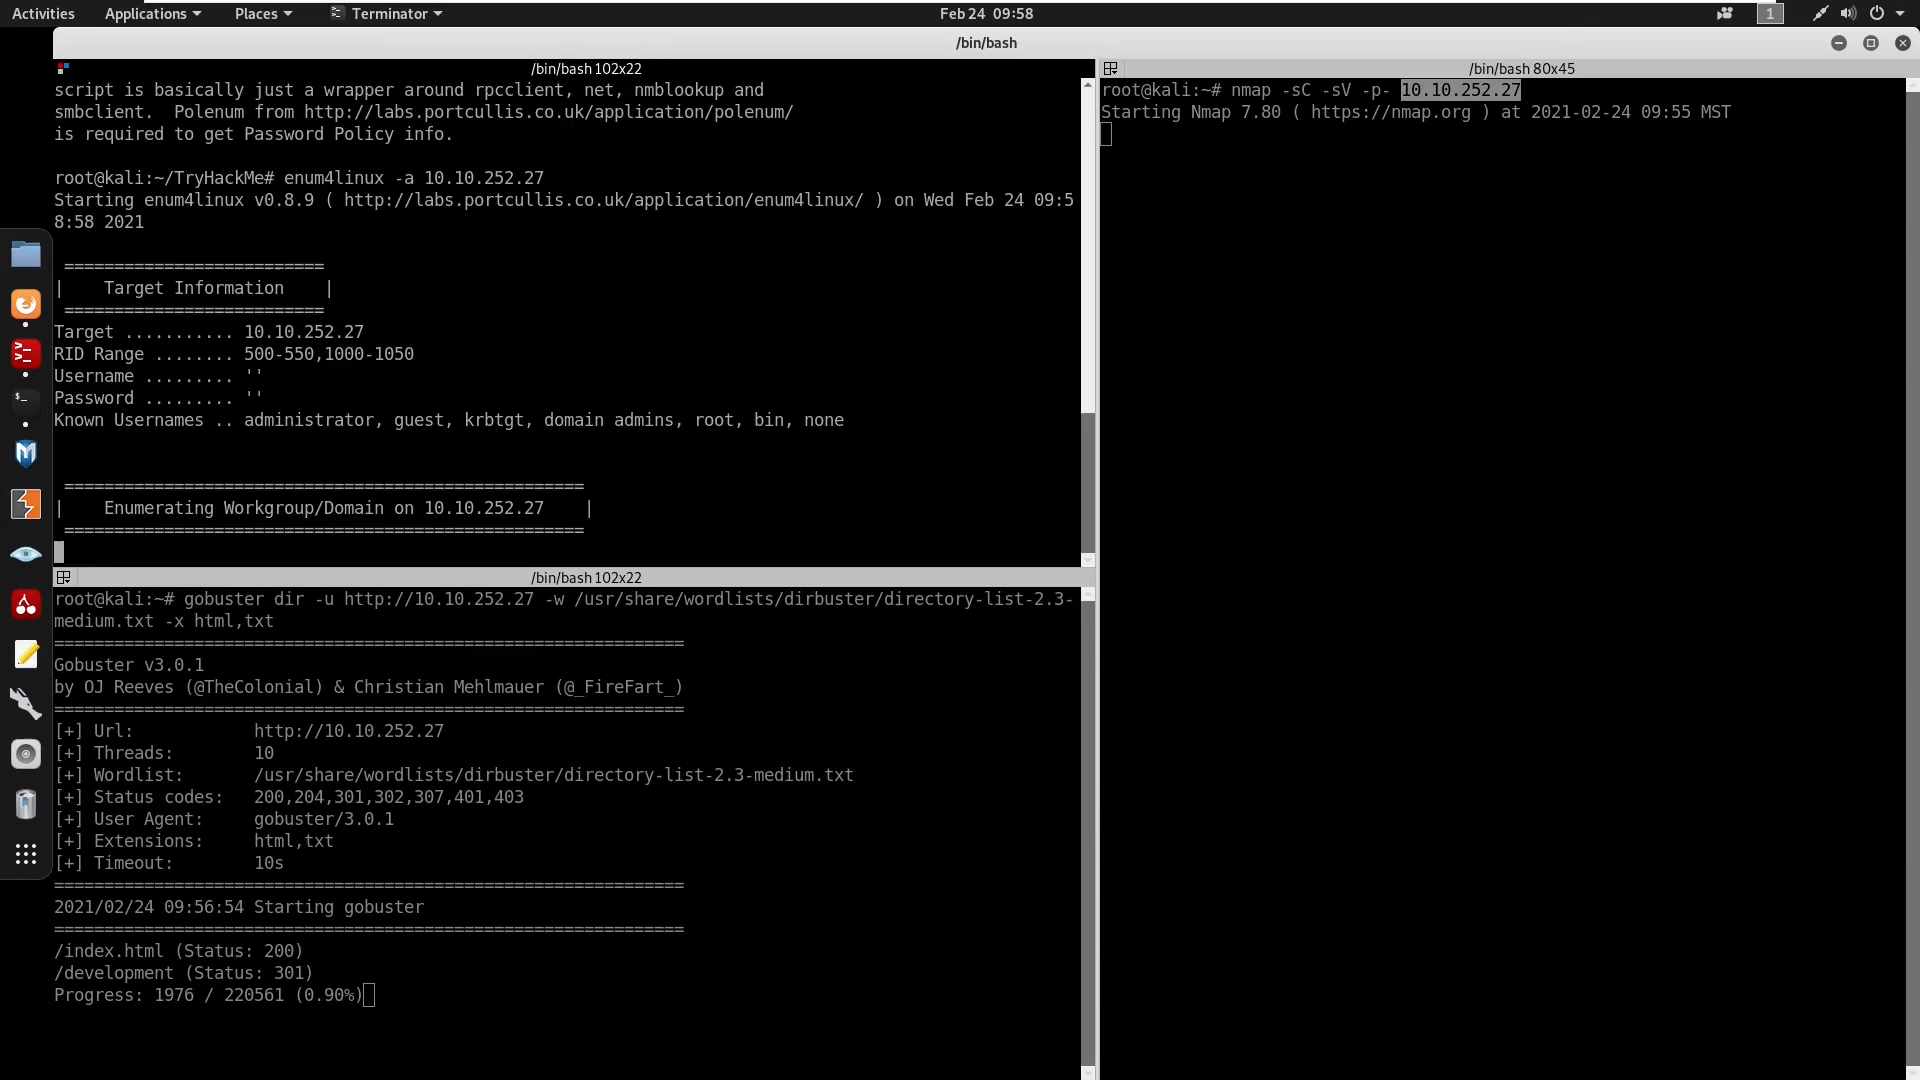 Activities Applications Places Terminator Feb 24 09:58 1
/bin/bash
/bin/bash 102x22
script is basically just a wrapper around rpcclient, net, nmblookup and
smbclient.  Polenum from http://labs.portcullis.co.uk/application/polenum/
is required to get Password Policy info.
root@kali:~/TryHackMe# enum4linux -a 10.10.252.27
Starting enum4linux v0.8.9 ( http://labs.portcullis.co.uk/application/enum4linux/ ) on Wed Feb 24 09:5
8:58 2021
==========================
|    Target Information    |
==========================
Target ........... 10.10.252.27
RID Range ........ 500-550,1000-1050
Username ......... ''
Password ......... ''
Known Usernames .. administrator, guest, krbtgt, domain admins, root, bin, none
====================================================
|    Enumerating Workgroup/Domain on 10.10.252.27    |
====================================================
/bin/bash 102x22
root@kali:~# gobuster dir -u http://10.10.252.27 -w /usr/share/wordlists/dirbuster/directory-list-2.3-
medium.txt -x html,txt
===============================================================
Gobuster v3.0.1
by OJ Reeves (@TheColonial) & Christian Mehlmauer (@_FireFart_)
===============================================================
[+] Url:            http://10.10.252.27
[+] Threads:        10
[+] Wordlist:       /usr/share/wordlists/dirbuster/directory-list-2.3-medium.txt
[+] Status codes:   200,204,301,302,307,401,403
[+] User Agent:     gobuster/3.0.1
[+] Extensions:     html,txt
[+] Timeout:        10s
===============================================================
2021/02/24 09:56:54 Starting gobuster
===============================================================
/index.html (Status: 200)
/development (Status: 301)
Progress: 1976 / 220561 (0.90%)
/bin/bash 80x45
root@kali:~# nmap -sC -sV -p- 10.10.252.27
Starting Nmap 7.80 ( https://nmap.org ) at 2021-02-24 09:55 MST